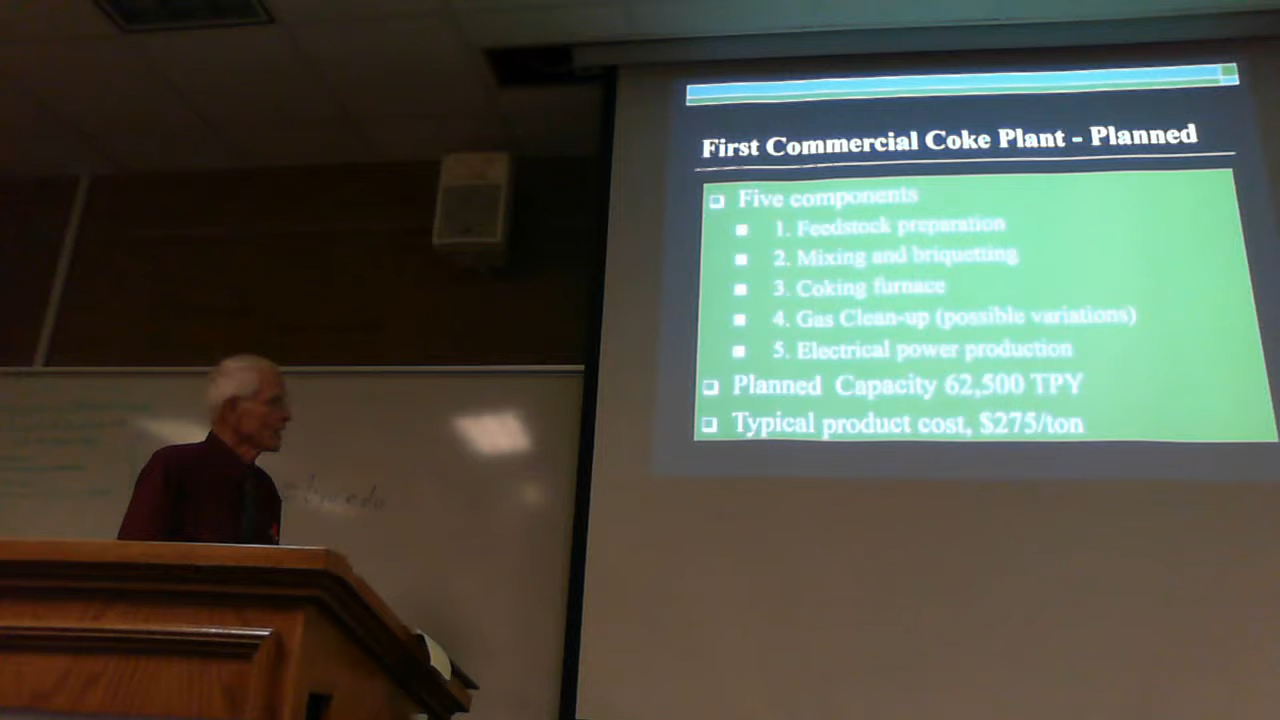 First Commercial Coke Plant - Planned
Five components
1. Feedstock preparation
2. Mixing and briquetting
3. Coking furnace
4. Gas Clean-up (possible variations)
5. Electrical power production
Planned Capacity 62,500 TPY
Typical product cost, $275/ton